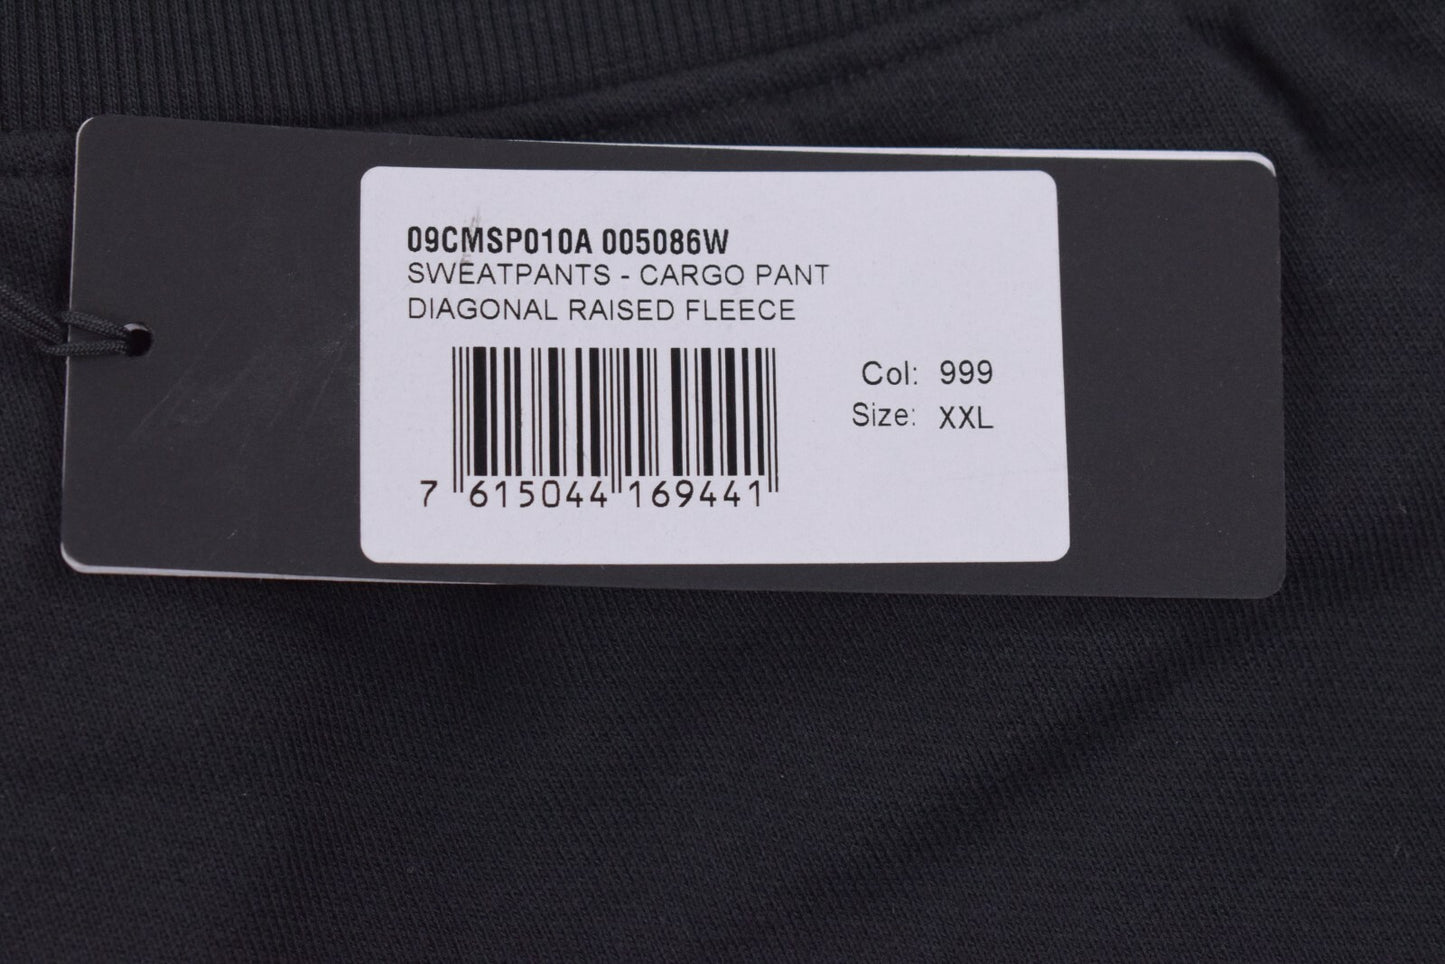 09CMSP010A 005086W
SWEATPANTS - CARGO PANT
DIAGONAL RAISED FLEECE
Col: 999
Size: XXL
7 615044 169441